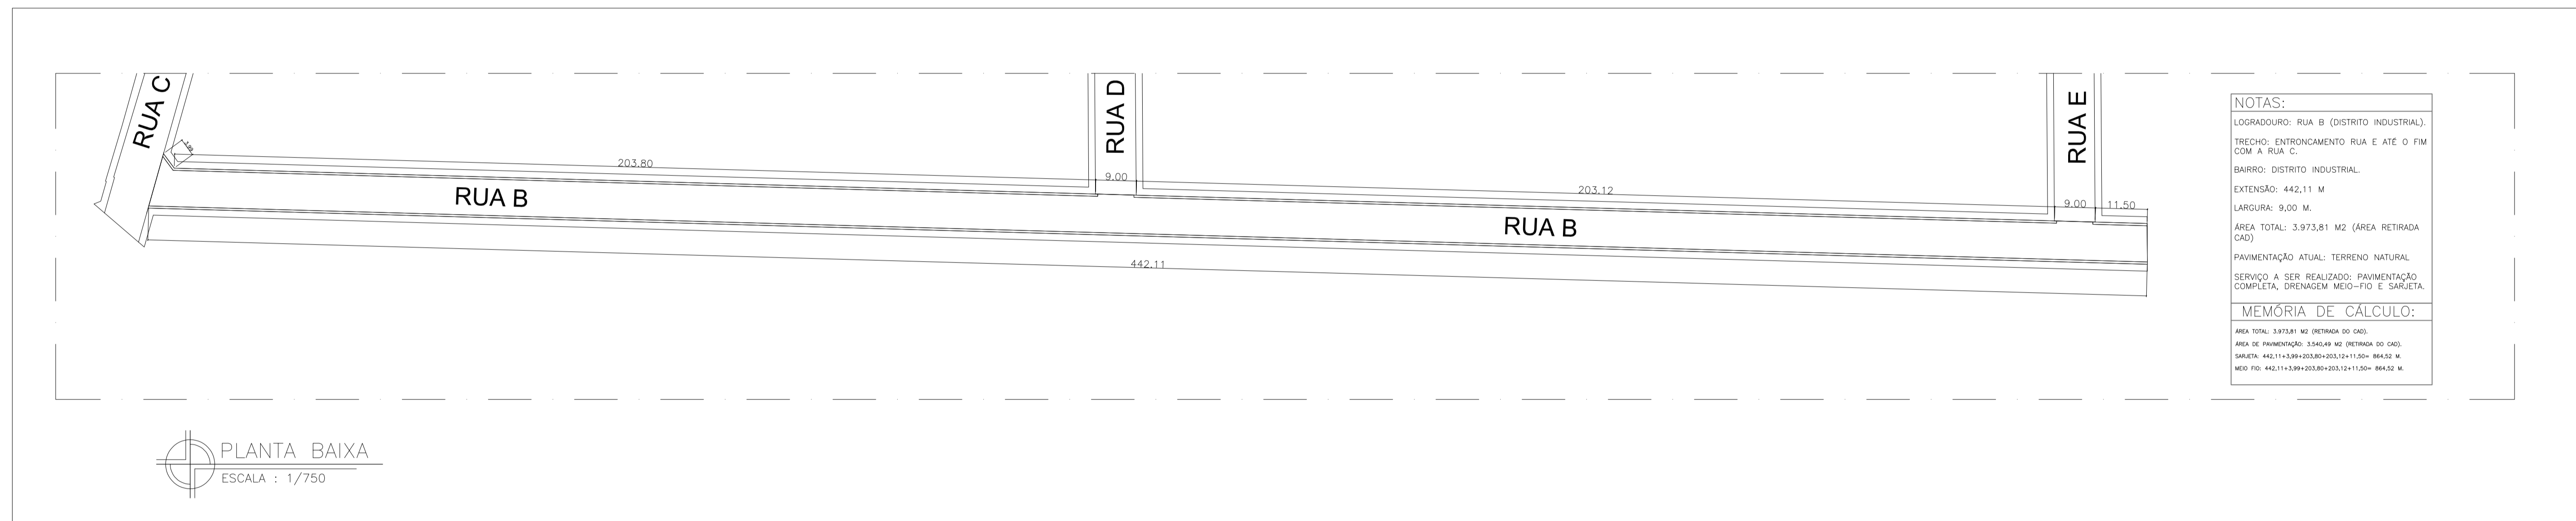 RUA C
RUA D
RUA E
3.99
203.80
9.00
203.12
9.00
11.50
RUA B
RUA B
442.11
NOTAS:
LOGRADOURO: RUA B (DISTRITO INDUSTRIAL).
TRECHO: ENTRONCAMENTO RUA E ATÉ O FIM
COM A RUA C.
BAIRRO: DISTRITO INDUSTRIAL.
EXTENSÃO: 442,11 M
LARGURA: 9,00 M.
ÁREA TOTAL: 3.973,81 M2 (ÁREA RETIRADA
CAD)
PAVIMENTAÇÃO ATUAL: TERRENO NATURAL
SERVIÇO A SER REALIZADO: PAVIMENTAÇÃO
COMPLETA, DRENAGEM MEIO-FIO E SARJETA.
MEMÓRIA DE CÁLCULO:
ÁREA TOTAL: 3.973,81 M2 (RETIRADA DO CAD).
ÁREA DE PAVIMENTAÇÃO: 3.540,49 M2 (RETIRADA DO CAD).
SARJETA: 442,11+3,99+203,80+203,12+11,50= 864,52 M.
MEIO FIO: 442,11+3,99+203,80+203,12+11,50= 864,52 M.
PLANTA BAIXA
ESCALA : 1/750